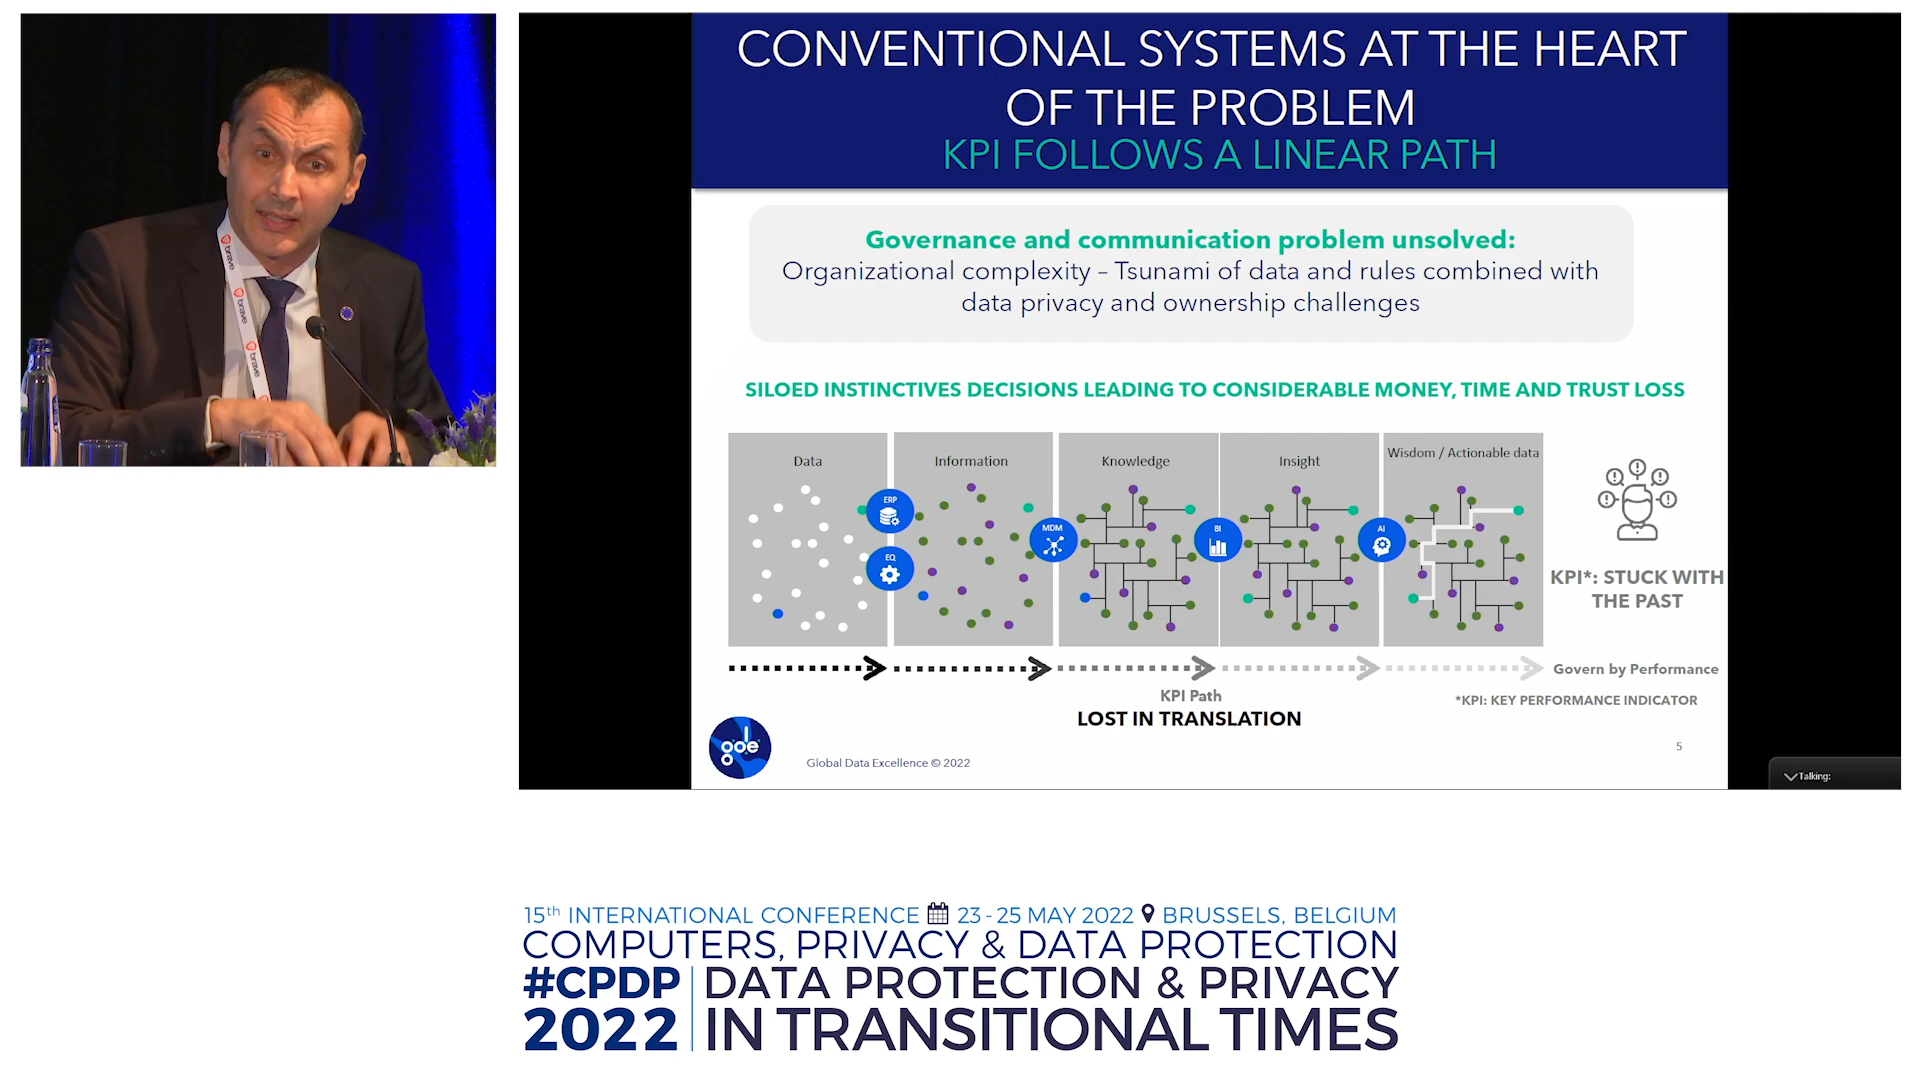 CONVENTIONAL SYSTEMS AT THE HEART
OF THE PROBLEM
KPI FOLLOWS A LINEAR PATH
Governance and communication problem unsolved:
Organizational complexity – Tsunami of data and rules combined with
data privacy and ownership challenges
SILOED INSTINCTIVES DECISIONS LEADING TO CONSIDERABLE MONEY, TIME AND TRUST LOSS
Data
Information
Knowledge
Insight
Wisdom / Actionable data
ERP
EQ
MDM
BI
AI
KPI*: STUCK WITH
THE PAST
Govern by Performance
KPI Path
*KPI: KEY PERFORMANCE INDICATOR
LOST IN TRANSLATION
5
Global Data Excellence © 2022
Talking:
brave
brave
brave
15th INTERNATIONAL CONFERENCE 23 - 25 MAY 2022 BRUSSELS, BELGIUM
COMPUTERS, PRIVACY & DATA PROTECTION
#CPDP DATA PROTECTION & PRIVACY
2022 IN TRANSITIONAL TIMES